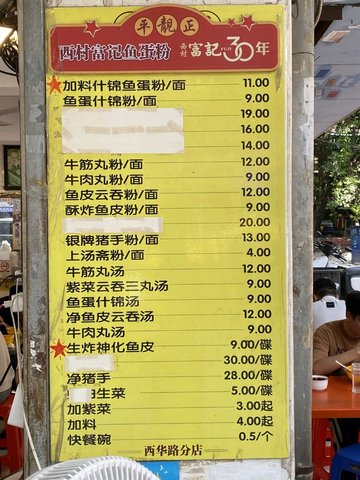 平靓正
西村富记鱼蛋粉 西村 富記 30年
加料什锦鱼蛋粉/面 11.00
鱼蛋什锦粉/面 9.00
19.00
16.00
14.00
牛筋丸粉/面 12.00
牛肉丸粉/面 9.00
鱼皮云吞粉/面 12.00
酥炸鱼皮粉/面 9.00
20.00
银牌猪手粉/面 13.00
上汤斋粉/面 4.00
牛筋丸汤 12.00
紫菜云吞三丸汤 9.00
鱼蛋什锦汤 9.00
净鱼皮云吞汤 12.00
牛肉丸汤 9.00
生炸神化鱼皮 9.00/碟
30.00/碟
净猪手 28.00/碟
生菜 5.00/碟
加紫菜 3.00起
加料 4.00起
快餐碗 0.5/个
西华路分店